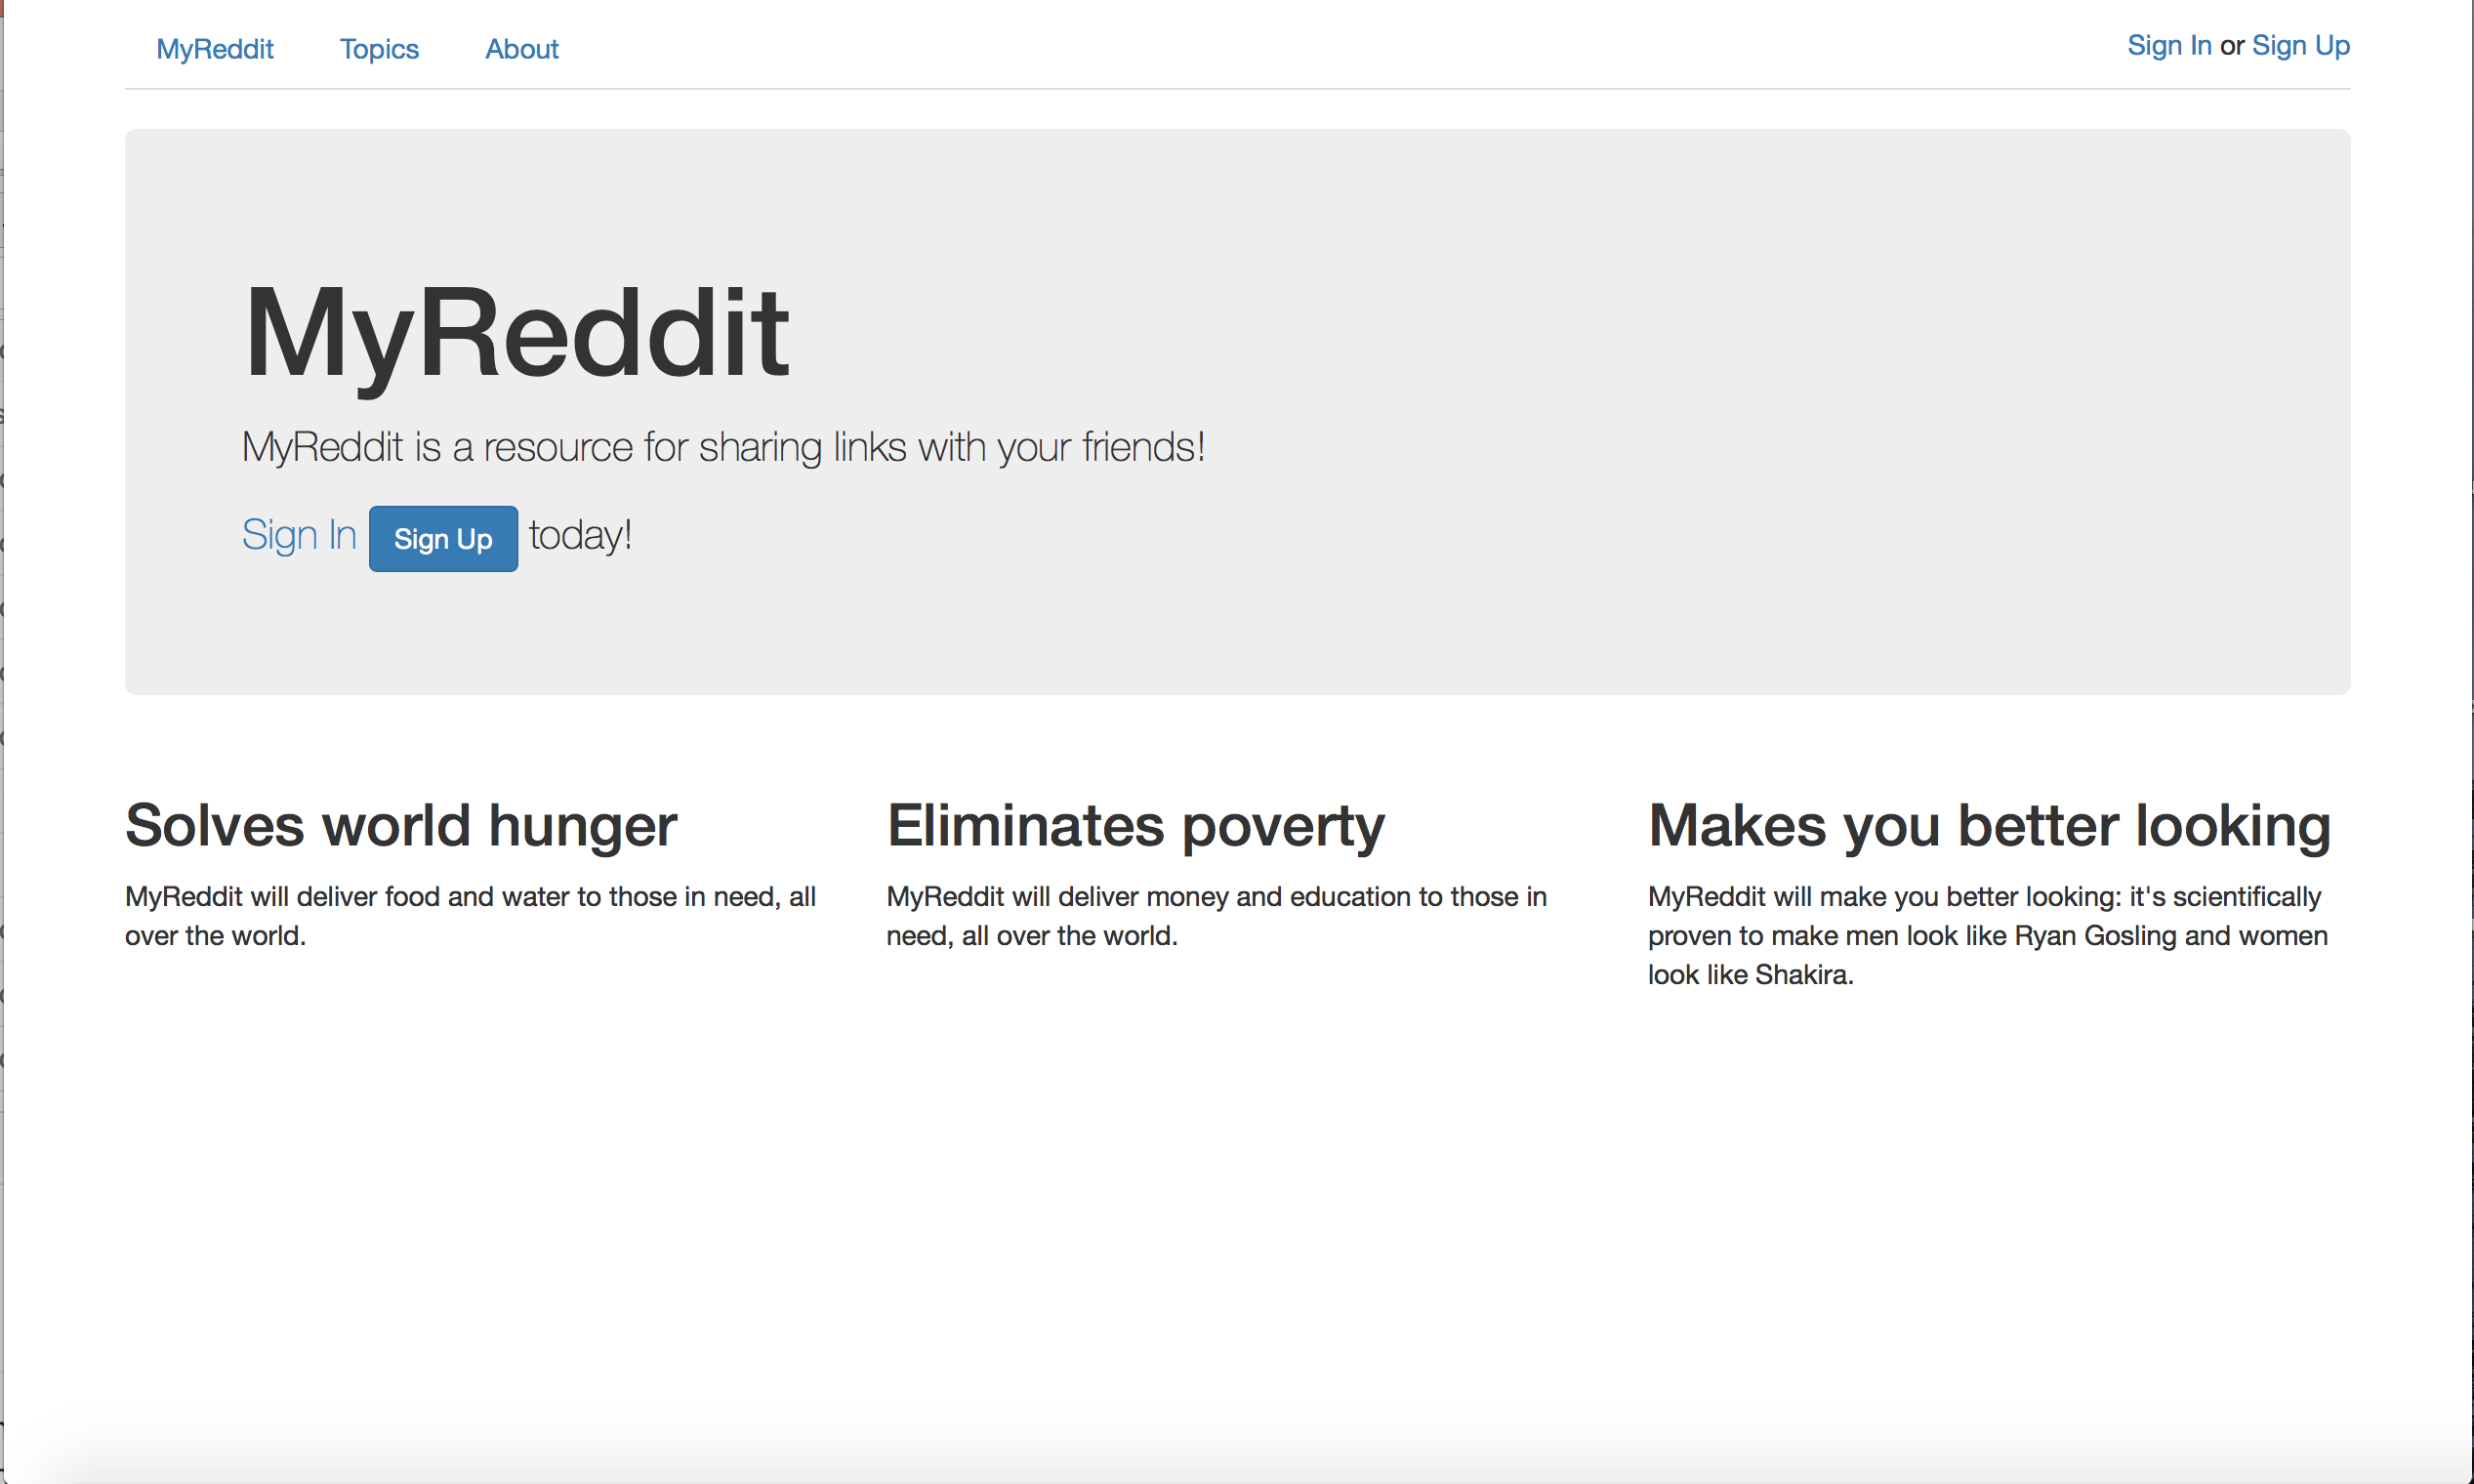 MyReddit Topics About Sign In or Sign Up
MyReddit
MyReddit is a resource for sharing links with your friends!
Sign In Sign Up today!
Solves world hunger
MyReddit will deliver food and water to those in need, all
over the world.
Eliminates poverty
MyReddit will deliver money and education to those in
need, all over the world.
Makes you better looking
MyReddit will make you better looking: it's scientifically
proven to make men look like Ryan Gosling and women
look like Shakira.